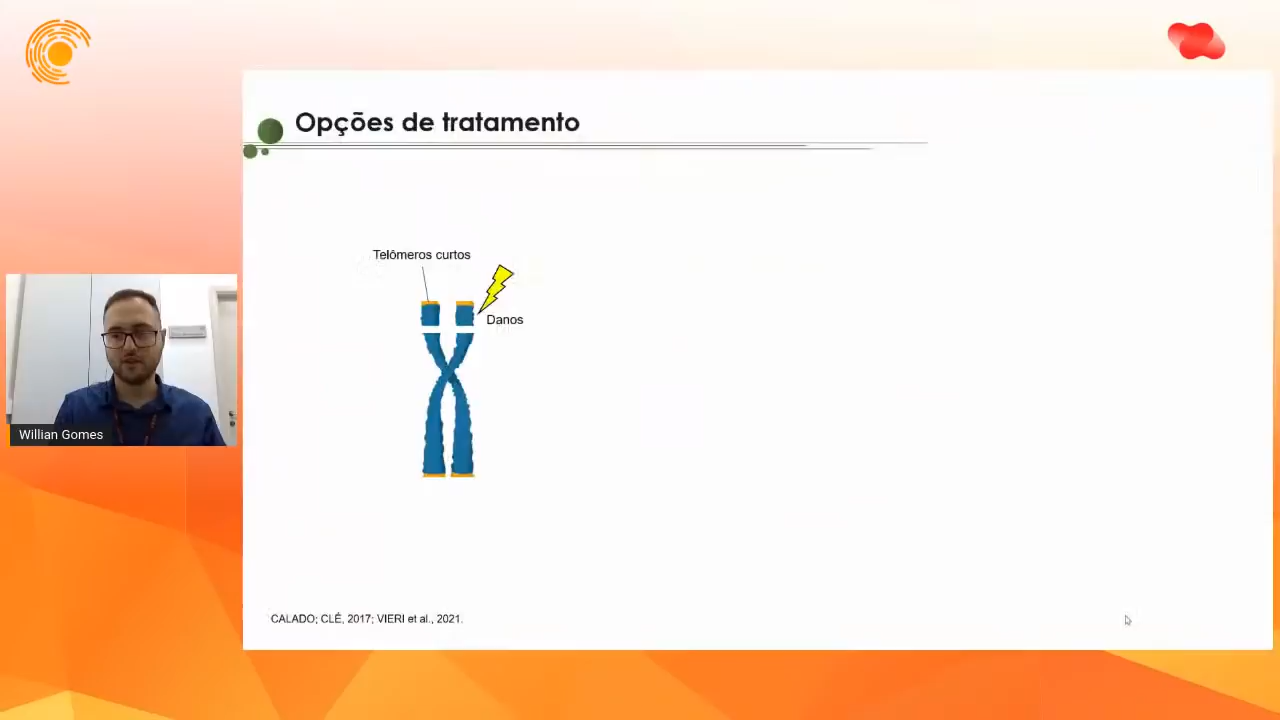 Opções de tratamento
Telômeros curtos
Danos
Willian Gomes
CALADO; CLÉ, 2017; VIERI et al., 2021.